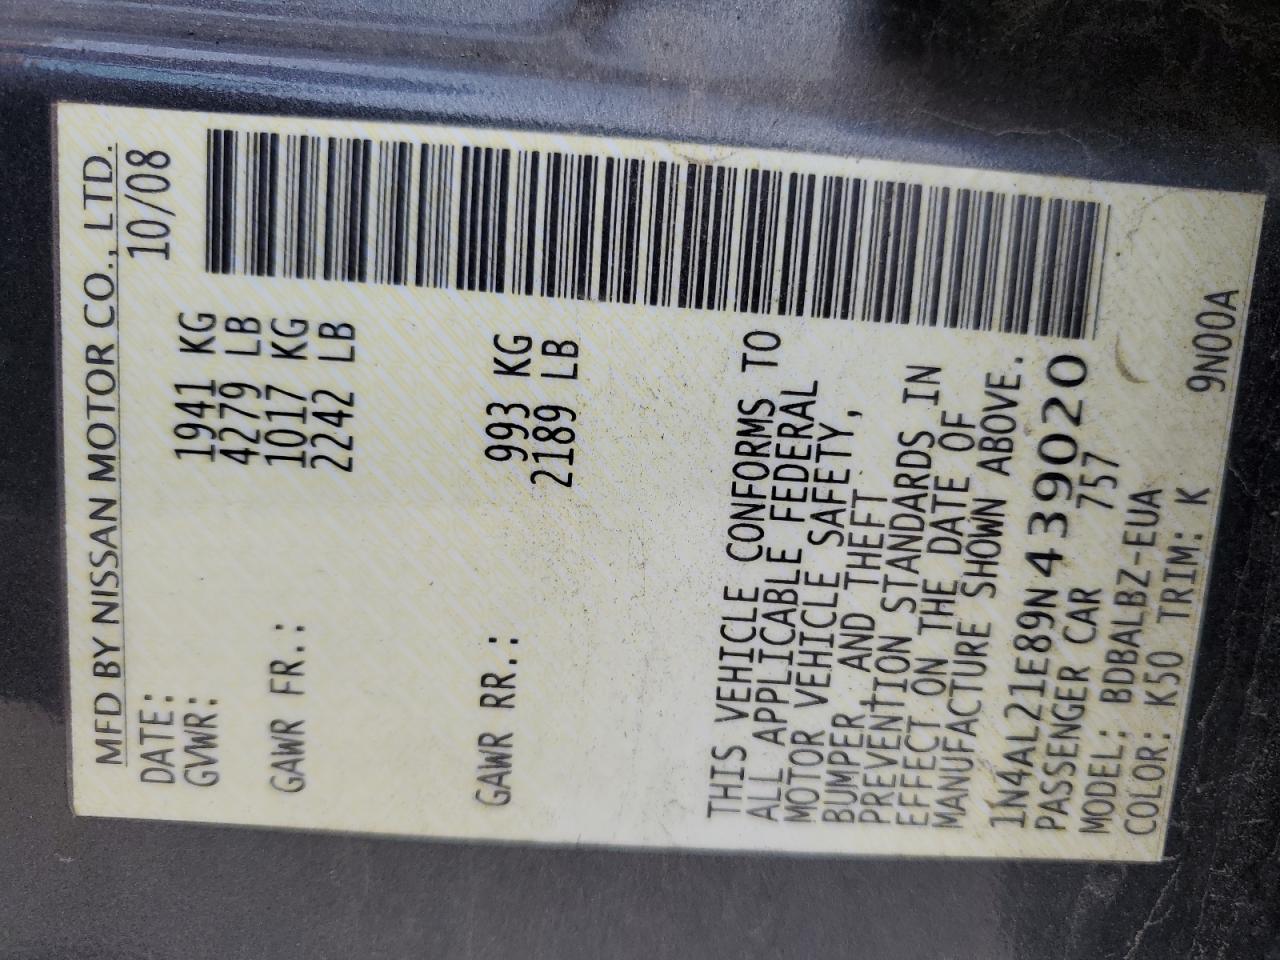 MFD BY NISSAN MOTOR CO., LTD.
DATE: 10/08
GVWR: 1941 KG
4279 LB
GAWR FR.: 1017 KG
2242 LB
GAWR RR.: 993 KG
2189 LB
THIS VEHICLE CONFORMS TO
ALL APPLICABLE FEDERAL
MOTOR VEHICLE SAFETY,
BUMPER, AND THEFT
PREVENTION STANDARDS IN
EFFECT ON THE DATE OF
MANUFACTURE SHOWN ABOVE.
1N4AL21E89N439020
PASSENGER CAR 757
MODEL: BDBALBZ-EUA
COLOR: K50 TRIM: K
9N00A